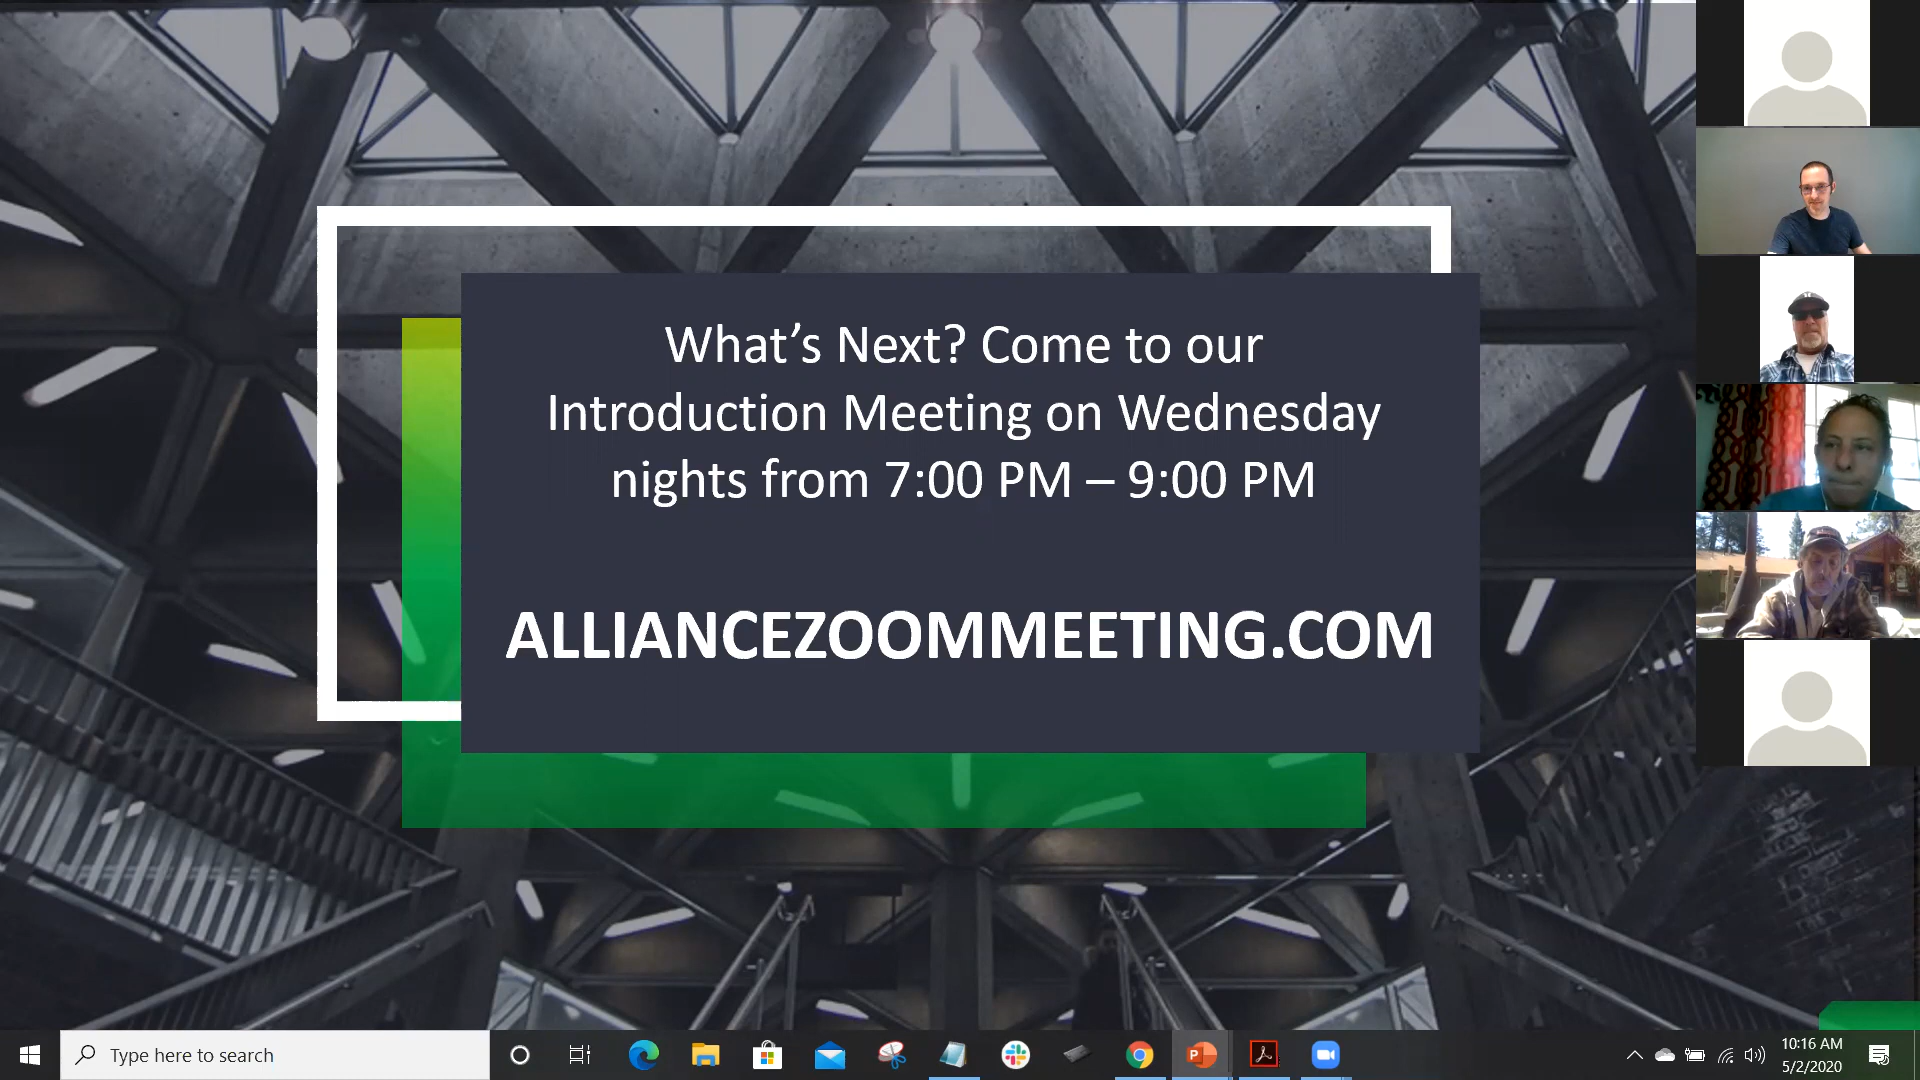 What’s Next? Come to our
Introduction Meeting on Wednesday
nights from 7:00 PM – 9:00 PM
ALLIANCEZOOMMEETING.COM
Type here to search
10:16 AM
5/2/2020